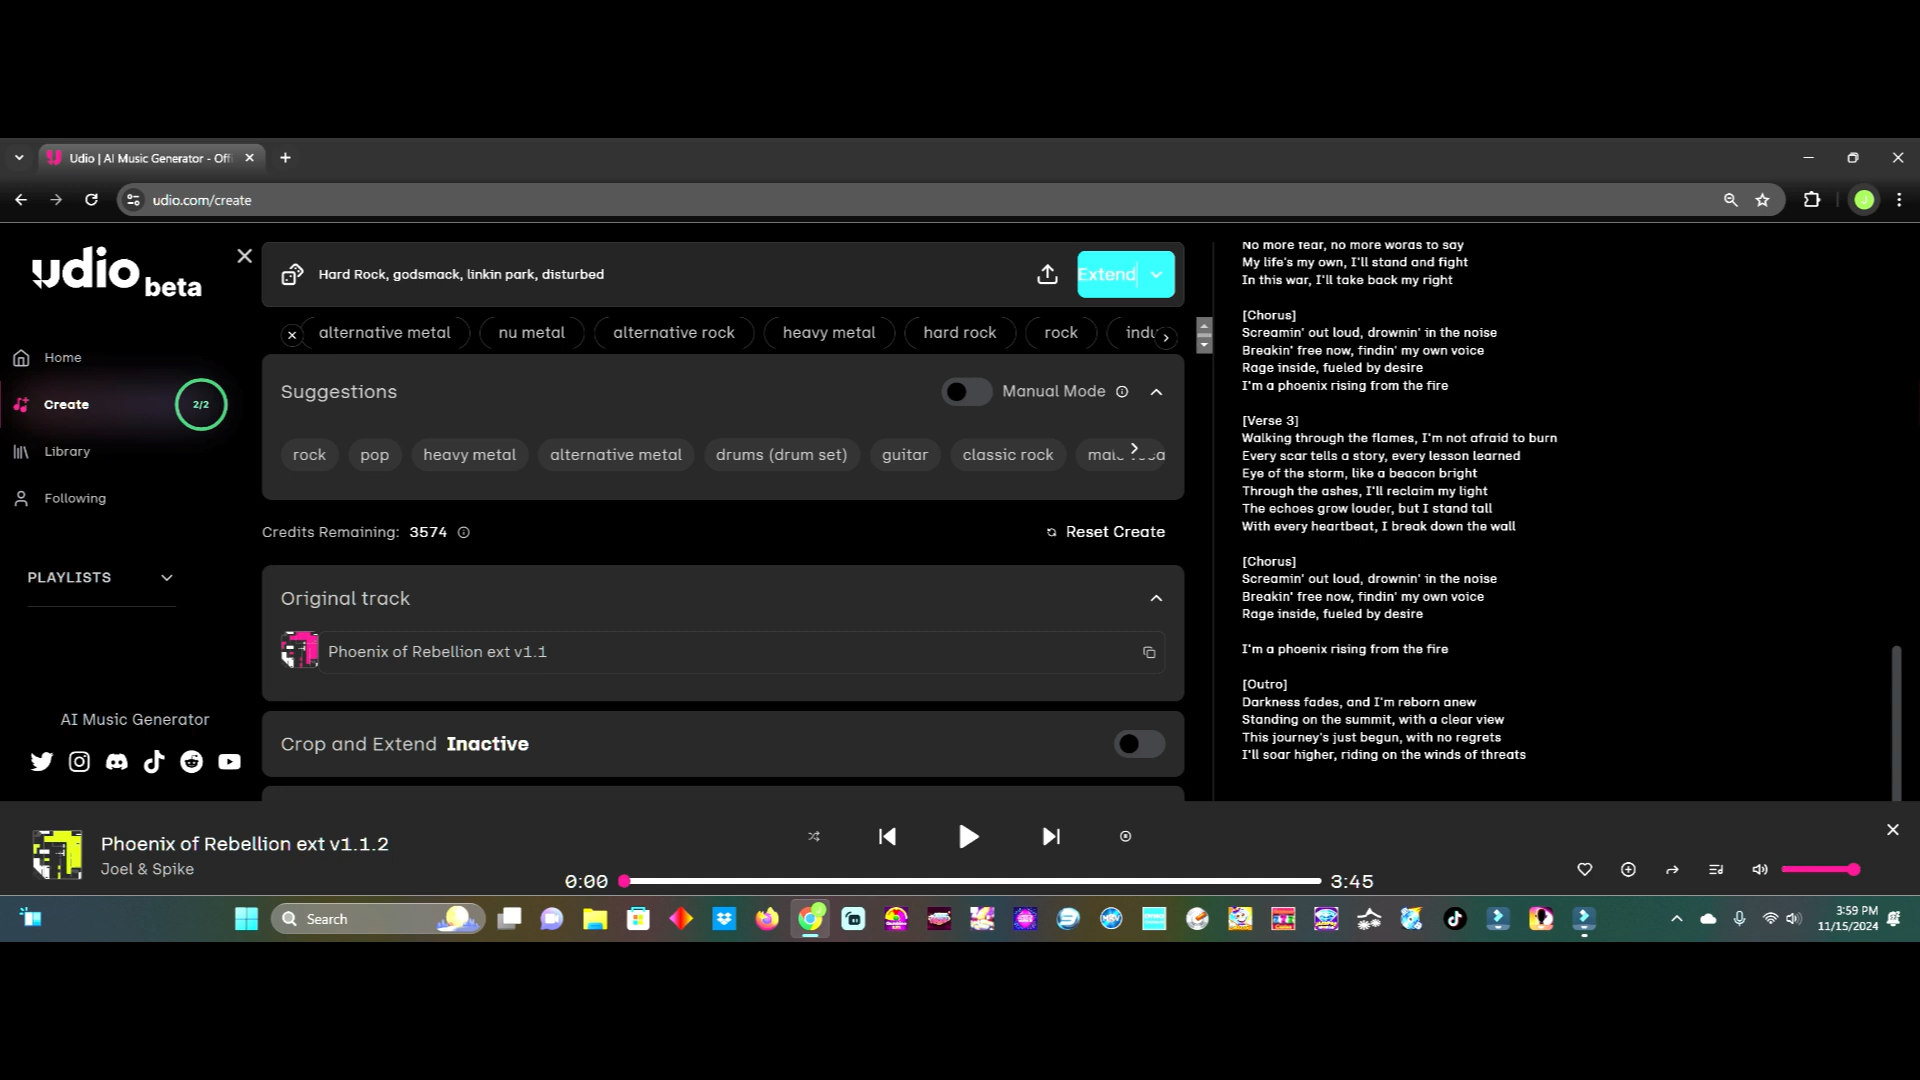 Udio | AI Music Generator - Offi
udio.com/create
udio beta
Home
Create
2/2
Library
Following
PLAYLISTS
AI Music Generator
Hard Rock, godsmack, linkin park, disturbed
Extend
alternative metal
nu metal
alternative rock
heavy metal
hard rock
rock
indu
Suggestions
Manual Mode
rock
pop
heavy metal
alternative metal
drums (drum set)
guitar
classic rock
Credits Remaining: 3574
Reset Create
Original track
Phoenix of Rebellion ext v1.1
Crop and Extend Inactive
No more fear, no more words to say
My life's my own, I'll stand and fight
In this war, I'll take back my right
[Chorus]
Screamin' out loud, drownin' in the noise
Breakin' free now, findin' my own voice
Rage inside, fueled by desire
I'm a phoenix rising from the fire
[Verse 3]
Walking through the flames, I'm not afraid to burn
Every scar tells a story, every lesson learned
Eye of the storm, like a beacon bright
Through the ashes, I'll reclaim my light
The echoes grow louder, but I stand tall
With every heartbeat, I break down the wall
[Chorus]
Screamin' out loud, drownin' in the noise
Breakin' free now, findin' my own voice
Rage inside, fueled by desire
I'm a phoenix rising from the fire
[Outro]
Darkness fades, and I'm reborn anew
Standing on the summit, with a clear view
This journey's just begun, with no regrets
I'll soar higher, riding on the winds of threats
Phoenix of Rebellion ext v1.1.2
Joel & Spike
0:00
3:45
Search
3:59 PM
11/15/2024